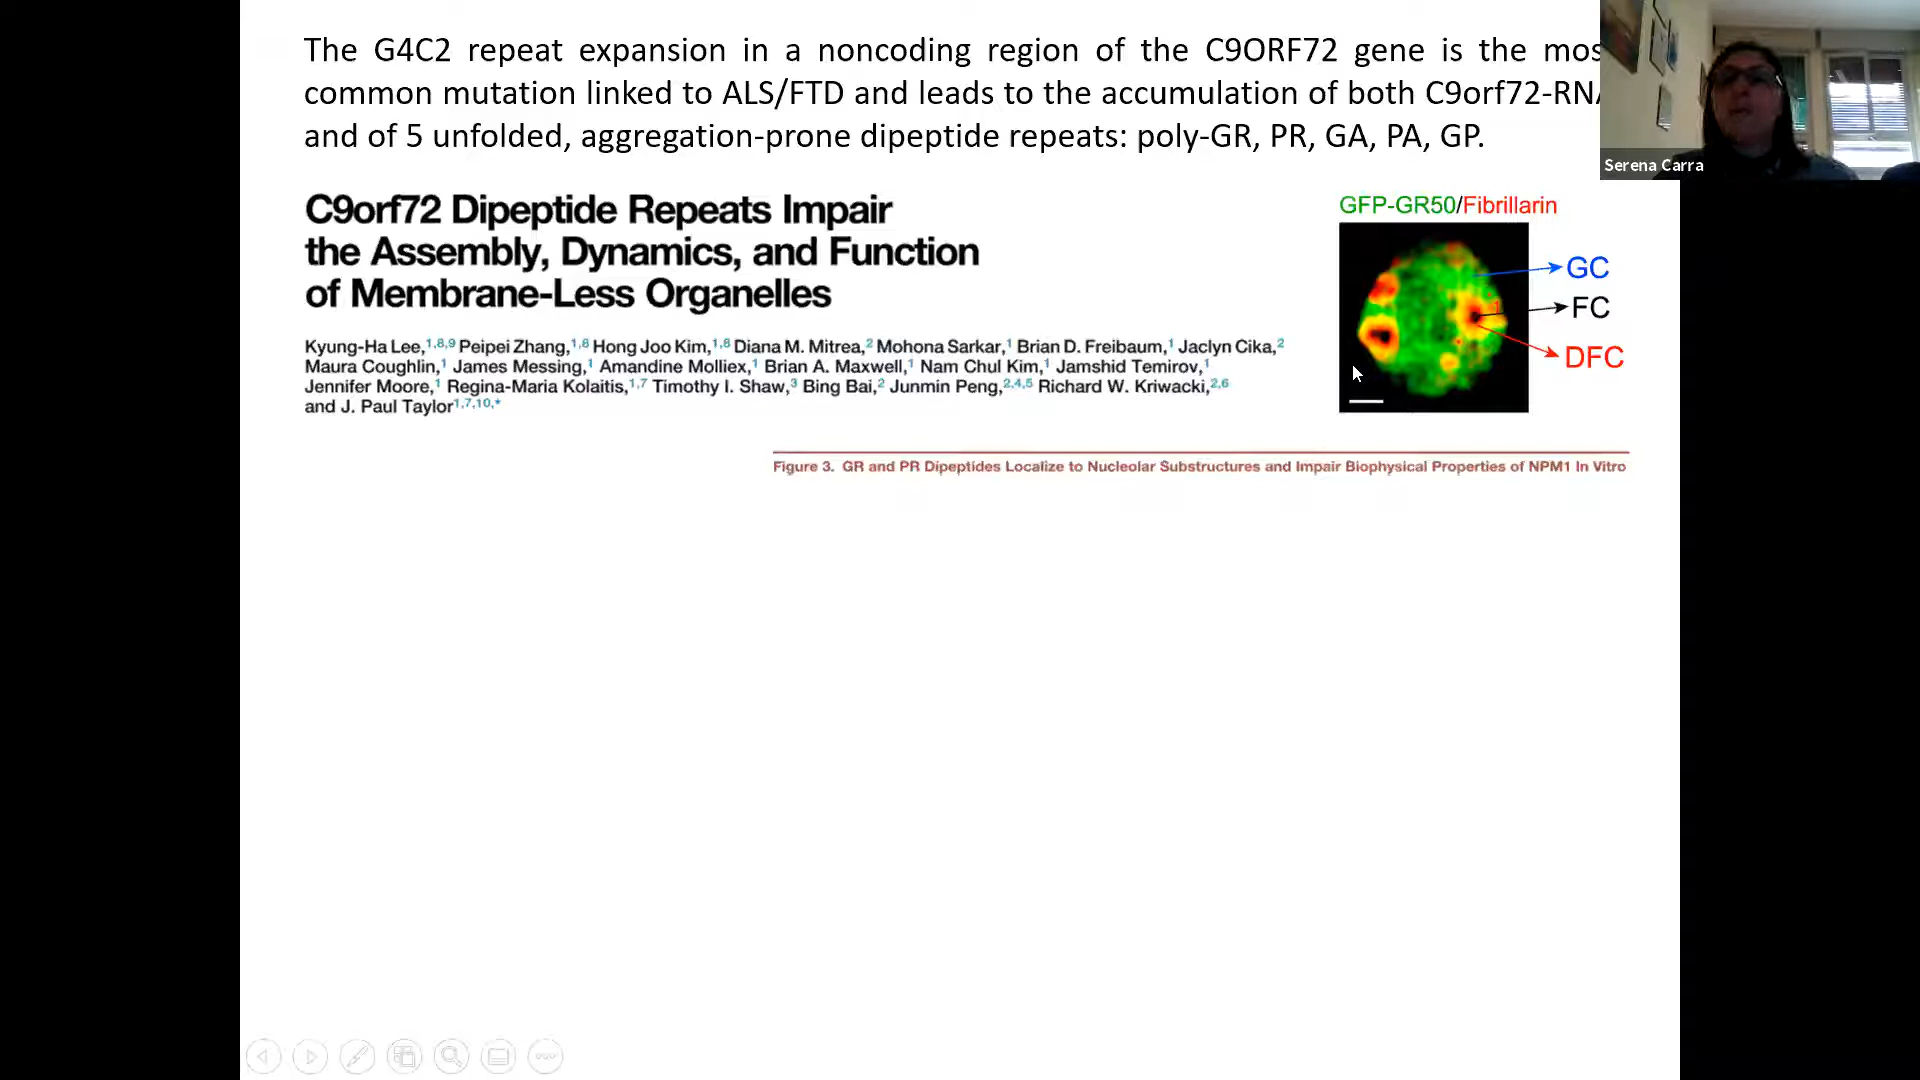 The G4C2 repeat expansion in a noncoding region of the C9ORF72 gene is the mos
common mutation linked to ALS/FTD and leads to the accumulation of both C9orf72-RNA
and of 5 unfolded, aggregation-prone dipeptide repeats: poly-GR, PR, GA, PA, GP.
Serena Carra
C9orf72 Dipeptide Repeats Impair
the Assembly, Dynamics, and Function
of Membrane-Less Organelles
Kyung-Ha Lee,1,8,9 Peipei Zhang,1,8 Hong Joo Kim,1,8 Diana M. Mitrea,2 Mohona Sarkar,1 Brian D. Freibaum,1 Jaclyn Cika,2
Maura Coughlin,1 James Messing,1 Amandine Molliex,1 Brian A. Maxwell,1 Nam Chul Kim,1 Jamshid Temirov,1
Jennifer Moore,1 Regina-Maria Kolaitis,1,7 Timothy I. Shaw,3 Bing Bai,2 Junmin Peng,2,4,5 Richard W. Kriwacki,2,6
and J. Paul Taylor1,7,10,*
GFP-GR50/Fibrillarin
GC
FC
DFC
Figure 3. GR and PR Dipeptides Localize to Nucleolar Substructures and Impair Biophysical Properties of NPM1 In Vitro